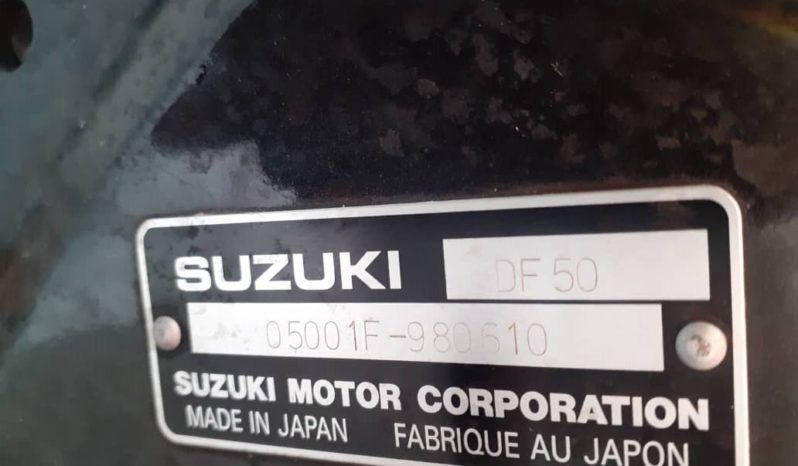 SUZUKI DF 50
05001F-980610
SUZUKI MOTOR CORPORATION
MADE IN JAPAN FABRIQUE AU JAPON